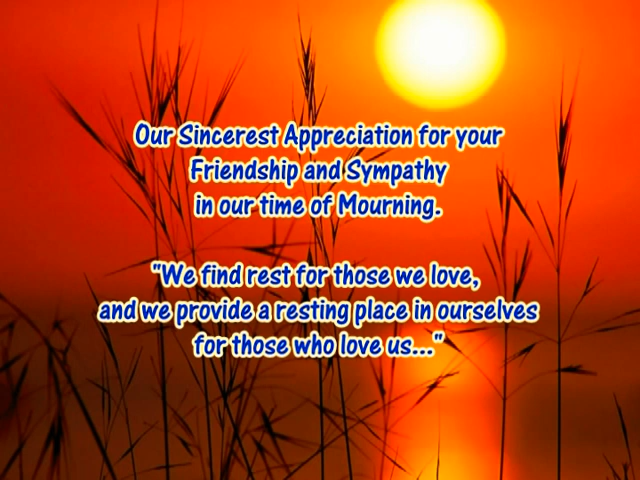 Our Sincerest Appreciation for your
Friendship and Sympathy
in our time of Mourning.
"We find rest for those we love,
and we provide a resting place in ourselves
for those who love us..."